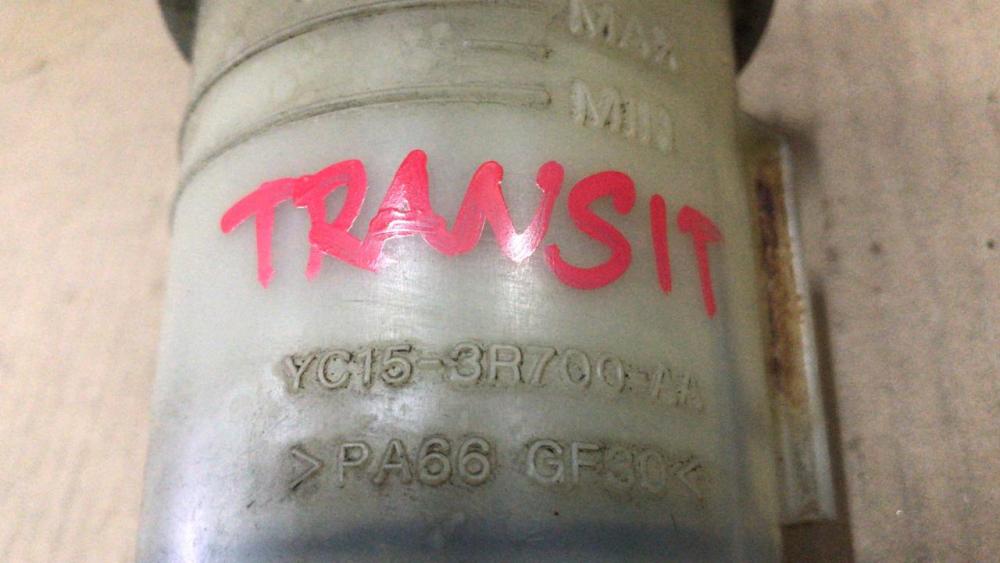 MAX
MIN
TRANSIT
YC15-3R700-AA
>PA66 GF30<